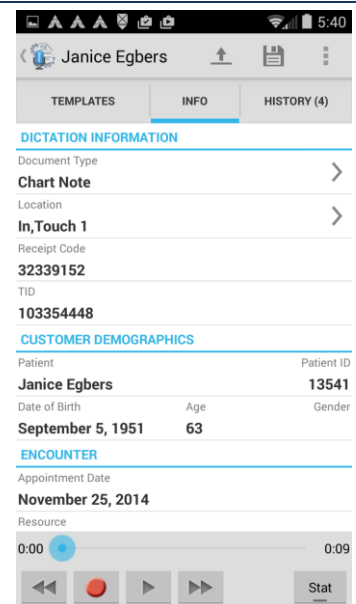 5:40
Janice Egbers
TEMPLATES INFO HISTORY (4)
DICTATION INFORMATION
Document Type
Chart Note
Location
In,Touch 1
Receipt Code
32339152
TID
103354448
CUSTOMER DEMOGRAPHICS
Patient Patient ID
Janice Egbers 13541
Date of Birth Age Gender
September 5, 1951 63
ENCOUNTER
Appointment Date
November 25, 2014
Resource
0:00 0:09
Stat